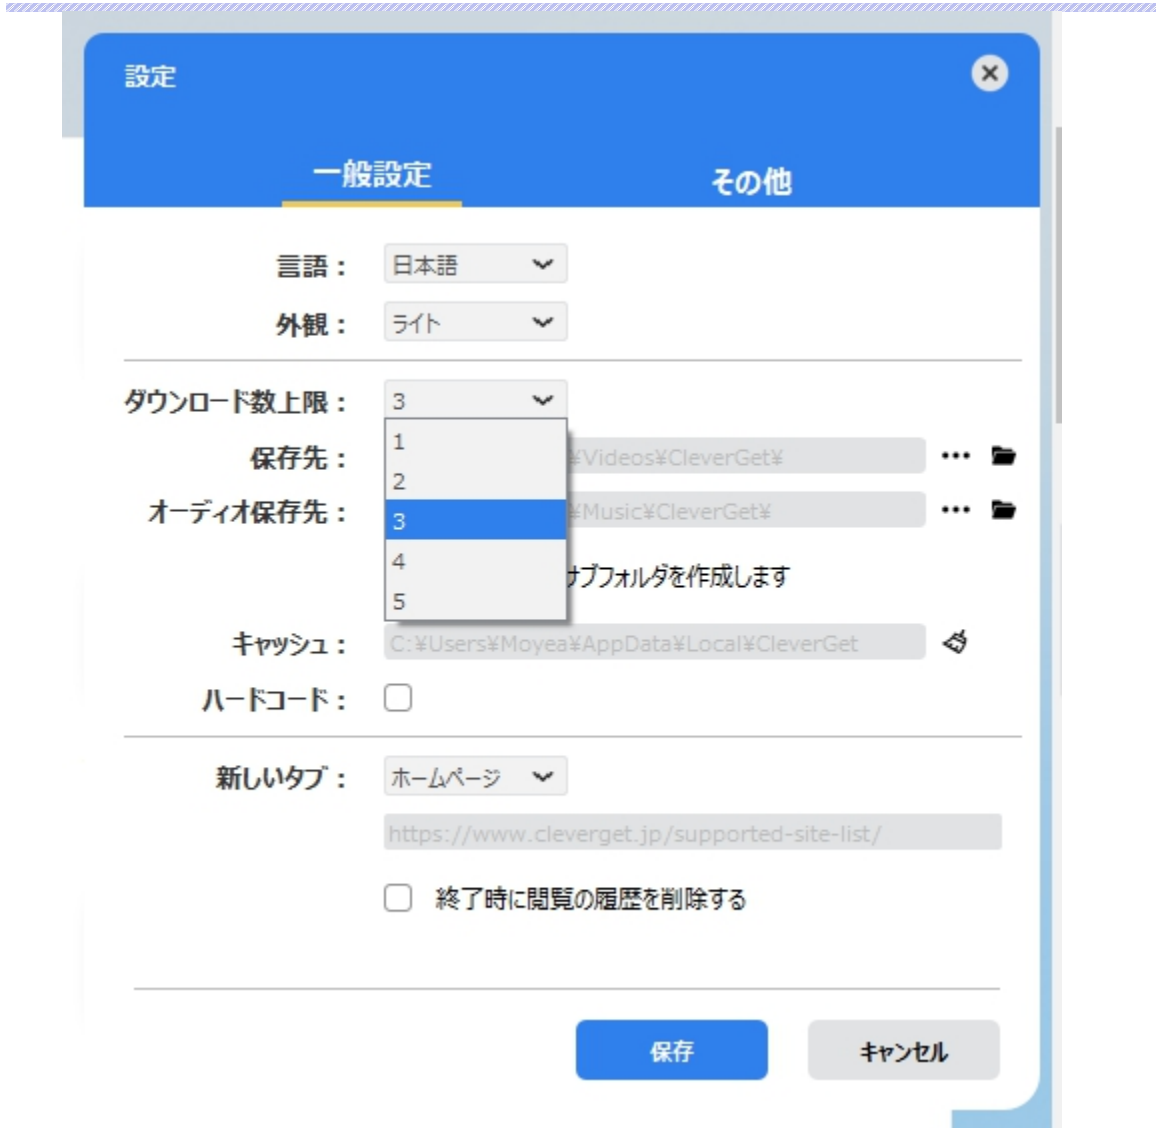 設定
一般設定
その他
言語：
日本語
外観：
ライト
ダウンロード数上限：
3
1
2
3
4
5
保存先：
¥Videos¥CleverGet¥
オーディオ保存先：
¥Music¥CleverGet¥
サブフォルダを作成します
キャッシュ：
C:¥Users¥Moyea¥AppData¥Local¥CleverGet
ハードコード：
新しいタブ：
ホームページ
https://www.cleverget.jp/supported-site-list/
終了時に閲覧の履歴を削除する
保存
キャンセル